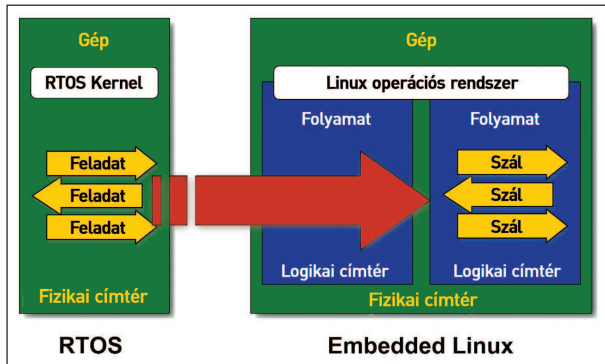 Gép
RTOS Kernel
Feladat
Feladat
Feladat
Fizikai címtér
RTOS
Gép
Linux operációs rendszer
Folyamat
Logikai címtér
Folyamat
Szál
Szál
Szál
Logikai címtér
Fizikai címtér
Embedded Linux